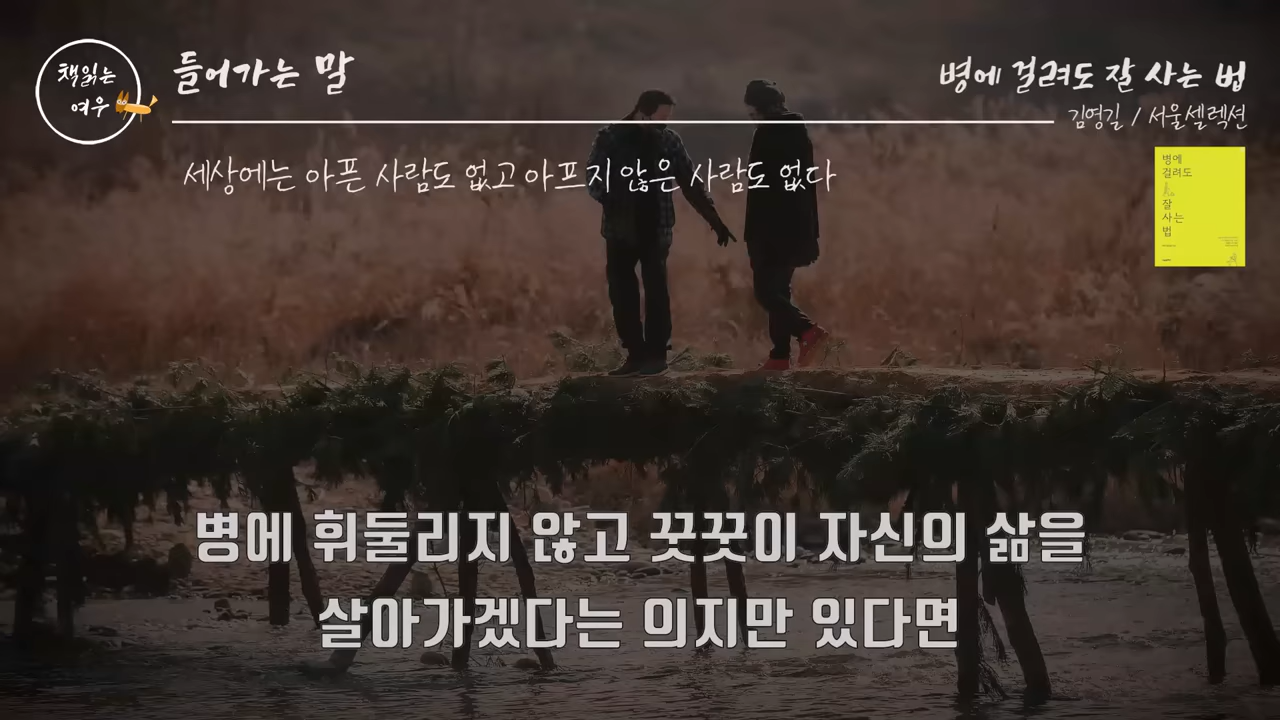 책읽는
여우
들어가는 말
병에 걸려도 잘 사는 법
김영길 / 서울셀렉션
세상에는 아픈 사람도 없고 아프지 않은 사람도 없다
병에
걸려도
잘
사는
법
병에 휘둘리지 않고 꿋꿋이 자신의 삶을
살아가겠다는 의지만 있다면